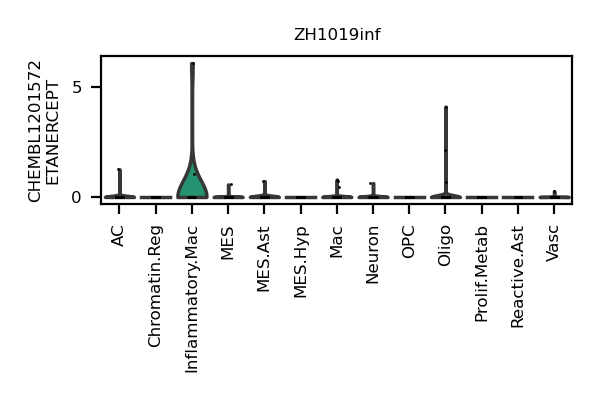 ZH1019inf
CHEMBL1201572
ETANERCEPT
5
0
AC
Chromatin.Reg
Inflammatory.Mac
MES
MES.Ast
MES.Hyp
Mac
Neuron
OPC
Oligo
Prolif.Metab
Reactive.Ast
Vasc